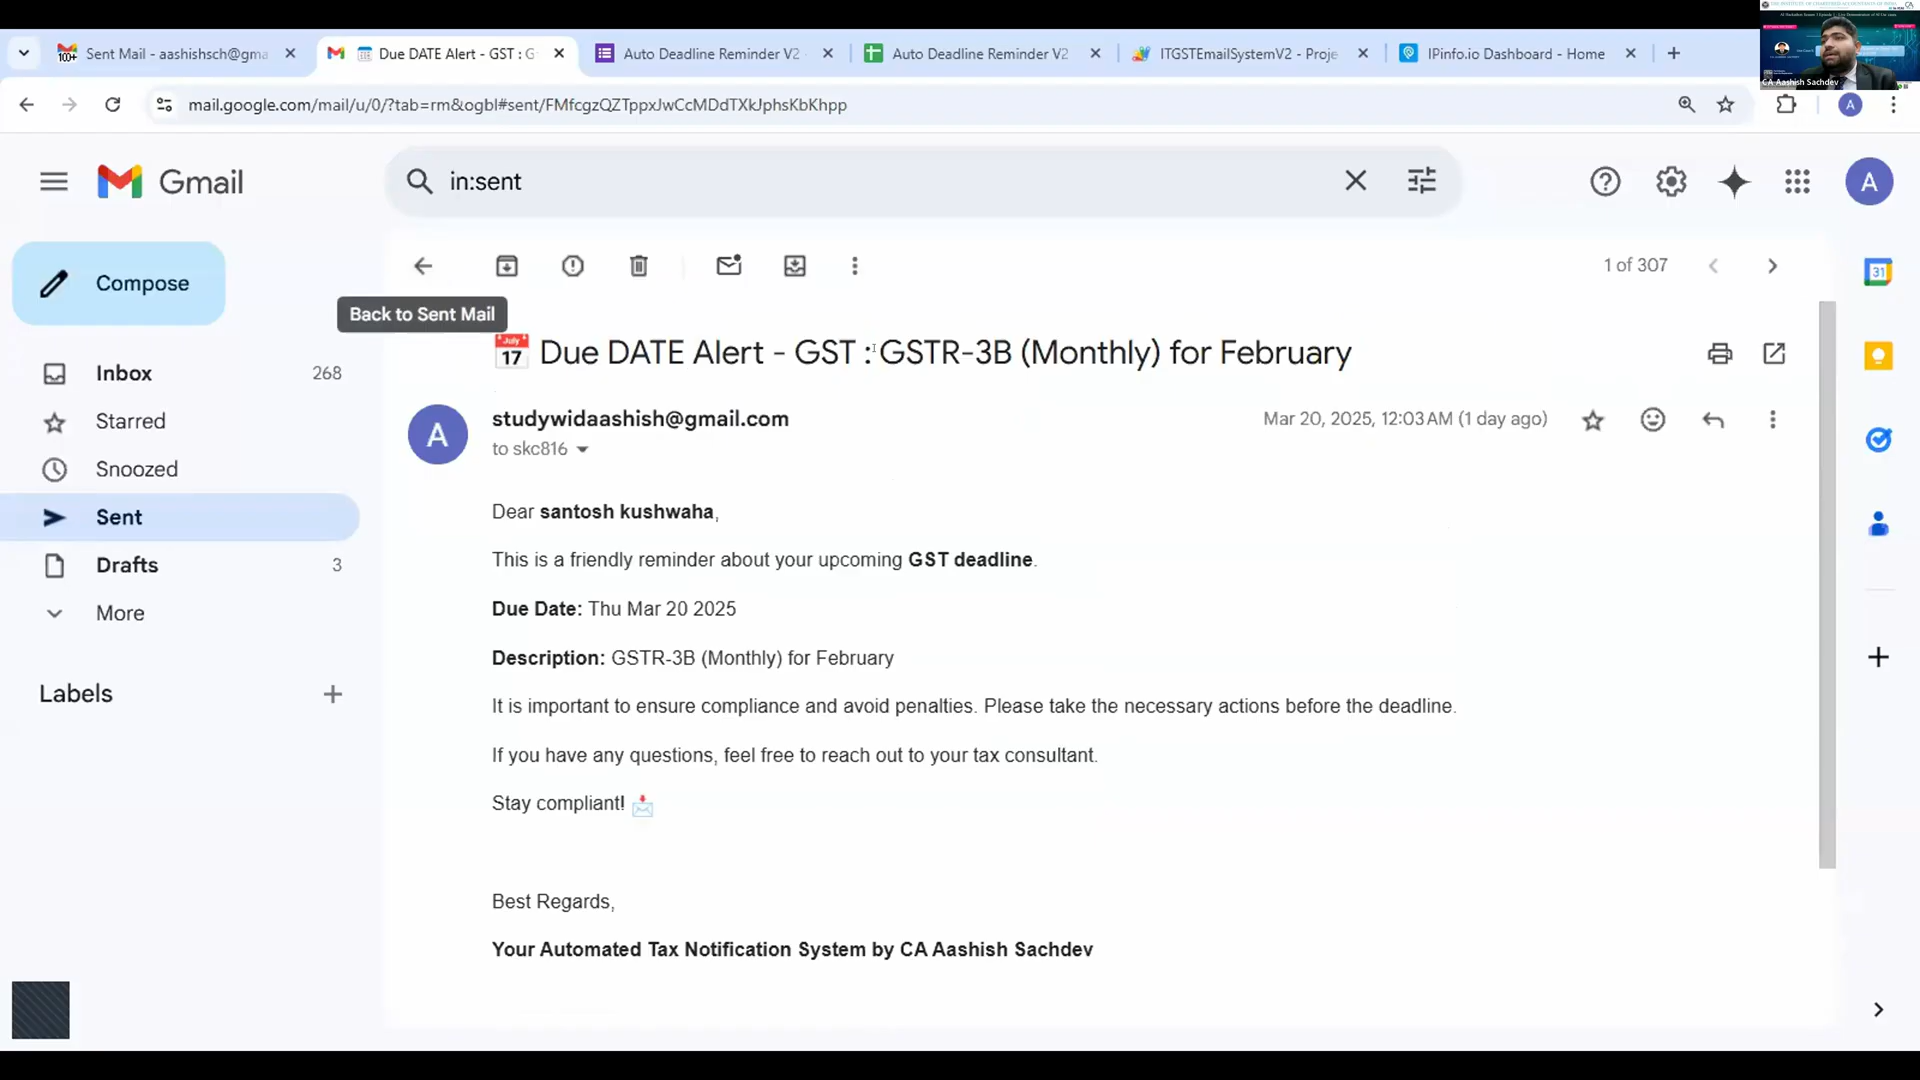 Sent Mail - aashishsch@gma
Due DATE Alert - GST : G
Auto Deadline Reminder V2
Auto Deadline Reminder V2
ITGSTEmailSystemV2 - Proje
IPinfo.io Dashboard - Home
CA Aashish Sachdev
mail.google.com/mail/u/0/?tab=rm&ogbl#sent/FMfcgzQZTppxJwCcMDdTXkJphsKbKhpp
A
Gmail
in:sent
A
Compose
1 of 307
Back to Sent Mail
July 17 Due DATE Alert - GST : GSTR-3B (Monthly) for February
31
Inbox 268
Starred
Snoozed
Sent
Drafts 3
More
Labels
A
studywidaashish@gmail.com
Mar 20, 2025, 12:03 AM (1 day ago)
to skc816
Dear santosh kushwaha,
This is a friendly reminder about your upcoming GST deadline.
Due Date: Thu Mar 20 2025
Description: GSTR-3B (Monthly) for February
It is important to ensure compliance and avoid penalties. Please take the necessary actions before the deadline.
If you have any questions, feel free to reach out to your tax consultant.
Stay compliant!
Best Regards,
Your Automated Tax Notification System by CA Aashish Sachdev